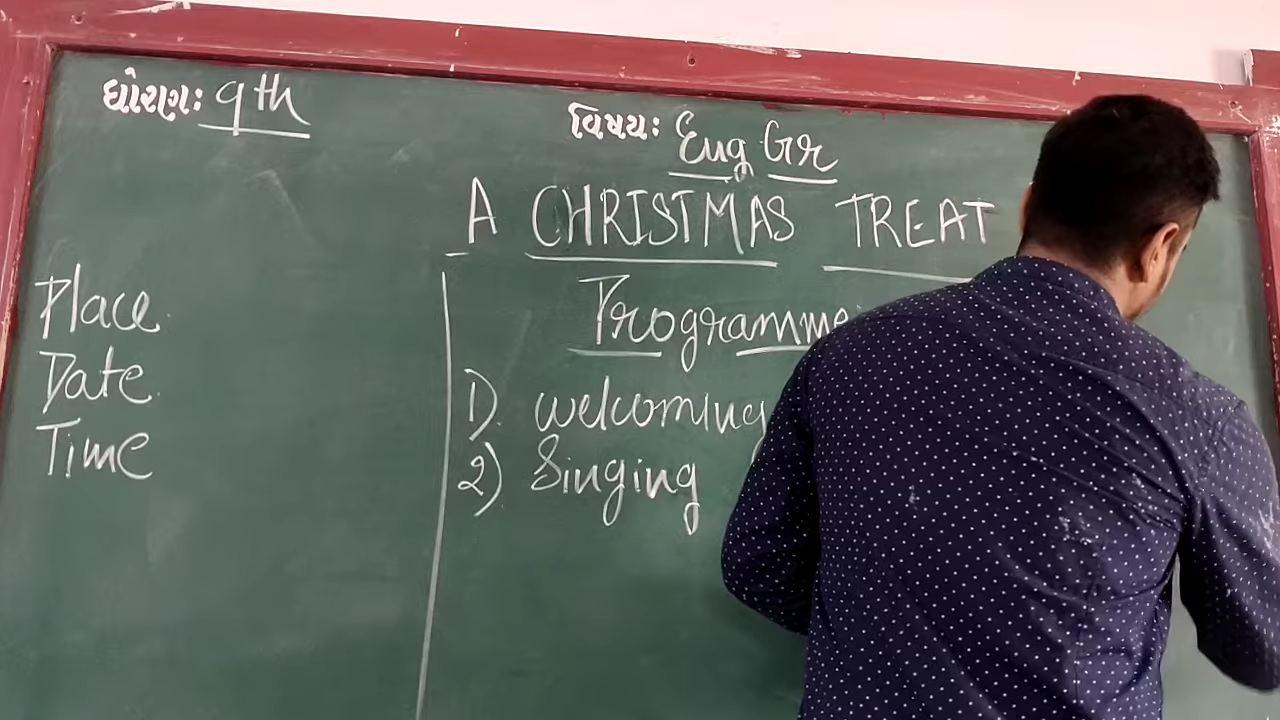 ધોરણ: 9th
વિષય: Eng Gr
A CHRISTMAS TREAT
Place
Date
Time
Programme
1). welcoming
2) Singing